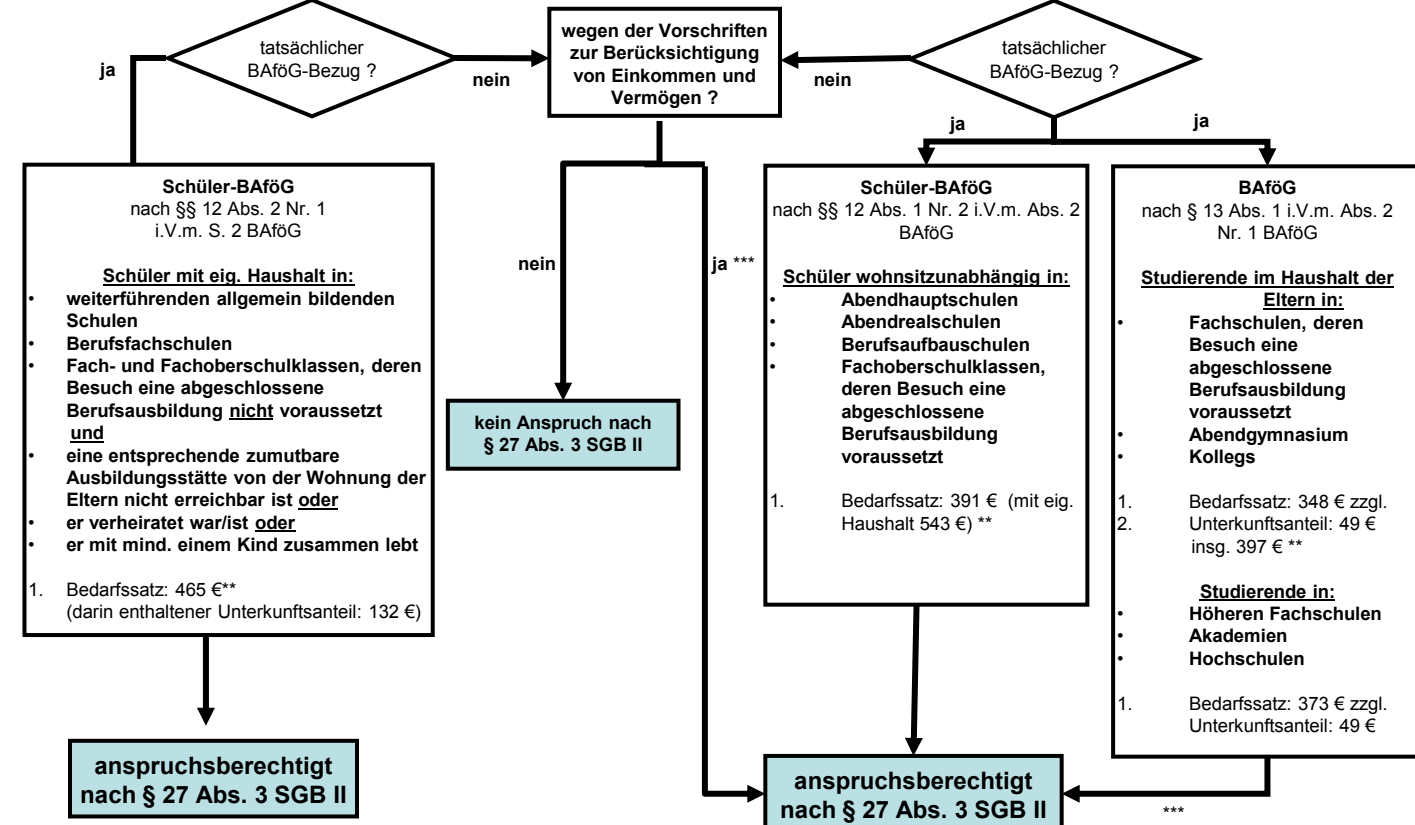 tatsächlicher
BAföG-Bezug ?
ja
nein
wegen der Vorschriften
zur Berücksichtigung
von Einkommen und
Vermögen ?
nein
tatsächlicher
BAföG-Bezug ?
ja
ja
Schüler-BAföG
nach §§ 12 Abs. 2 Nr. 1
i.V.m. S. 2 BAföG
Schüler mit eig. Haushalt in:
• weiterführenden allgemein bildenden
Schulen
• Berufsfachschulen
• Fach- und Fachoberschulklassen, deren
Besuch eine abgeschlossene
Berufsausbildung nicht voraussetzt
und
• eine entsprechende zumutbare
Ausbildungsstätte von der Wohnung der
Eltern nicht erreichbar ist oder
• er verheiratet war/ist oder
• er mit mind. einem Kind zusammen lebt
1. Bedarfssatz: 465 €**
(darin enthaltener Unterkunftsanteil: 132 €)
anspruchsberechtigt
nach § 27 Abs. 3 SGB II
nein
ja ***
kein Anspruch nach
§ 27 Abs. 3 SGB II
Schüler-BAföG
nach §§ 12 Abs. 1 Nr. 2 i.V.m. Abs. 2
BAföG
Schüler wohnsitzunabhängig in:
• Abendhauptschulen
• Abendrealschulen
• Berufsaufbauschulen
• Fachoberschulklassen,
deren Besuch eine
abgeschlossene
Berufsausbildung
voraussetzt
1. Bedarfssatz: 391 € (mit eig.
Haushalt 543 €) **
BAföG
nach § 13 Abs. 1 i.V.m. Abs. 2
Nr. 1 BAföG
Studierende im Haushalt der
Eltern in:
• Fachschulen, deren
Besuch eine
abgeschlossene
Berufsausbildung
voraussetzt
• Abendgymnasium
• Kollegs
1. Bedarfssatz: 348 € zzgl.
2. Unterkunftsanteil: 49 €
insg. 397 € **
Studierende in:
• Höheren Fachschulen
• Akademien
• Hochschulen
1. Bedarfssatz: 373 € zzgl.
Unterkunftsanteil: 49 €
anspruchsberechtigt
nach § 27 Abs. 3 SGB II
***